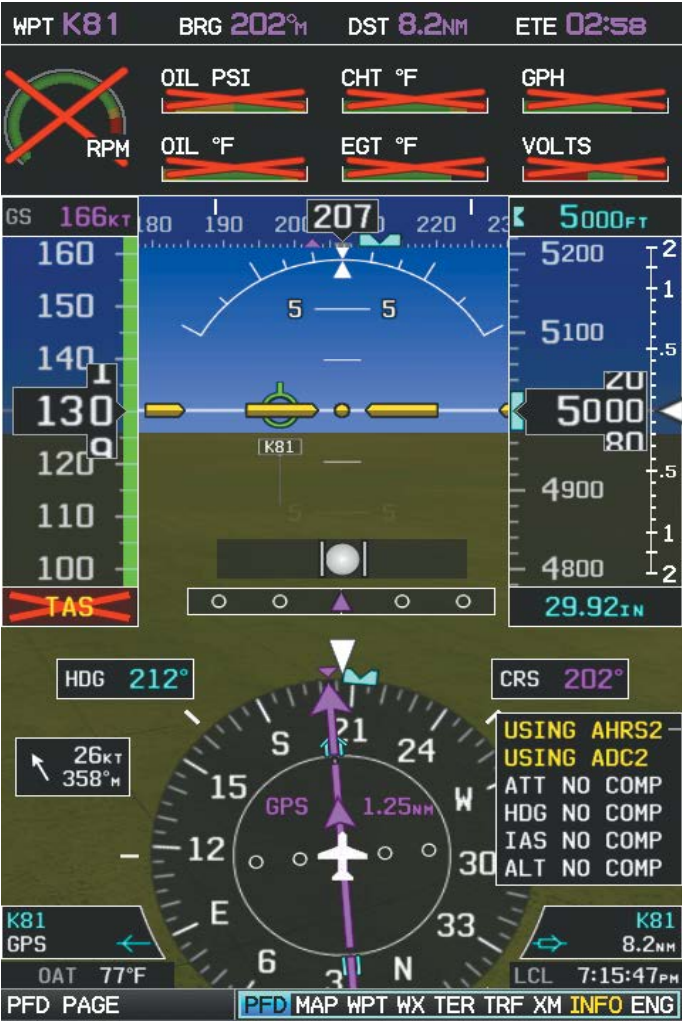 WPT K81 BRG 202°M DST 8.2NM ETE 02:58
OIL PSI CHT °F GPH
RPM OIL °F EGT °F VOLTS
GS 166KT 180 190 200 207 220 5000FT
160 5200 2
150 5 5 1
140 5100 .5
1 20
130 5000
9 80
120 K81 .5
110 4900 1
100 4800 2
TAS 29.92IN
HDG 212° CRS 202°
26KT
358°M
S 21 24 W 30 33 N 3 6 E 12 15
GPS 1.25NM
USING AHRS2
USING ADC2
ATT NO COMP
HDG NO COMP
IAS NO COMP
ALT NO COMP
K81 K81
GPS 8.2NM
OAT 77°F LCL 7:15:47PM
PFD PAGE PFD MAP WPT WX TER TRF XM INFO ENG